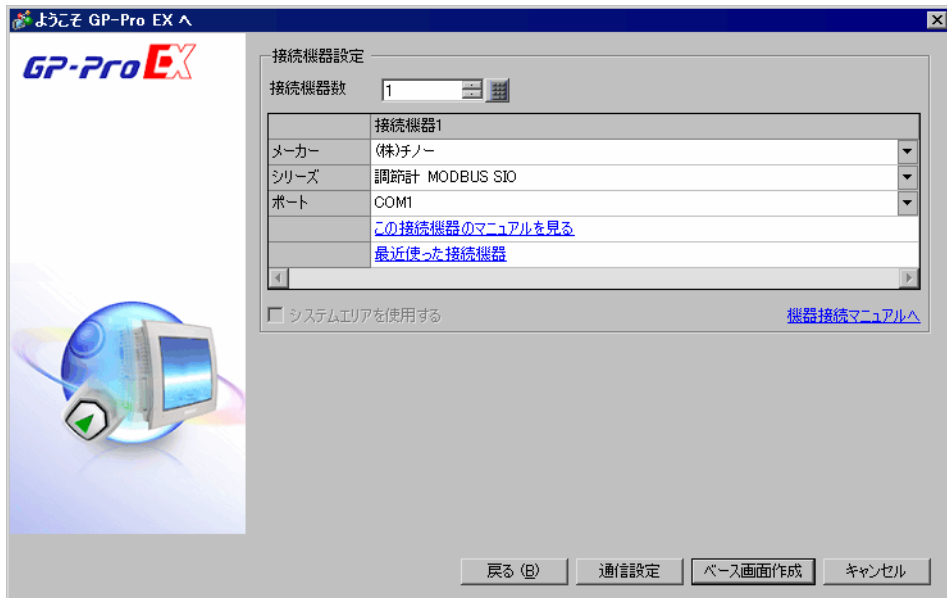 ようこそ GP-Pro EX へ
GP-Pro EX
接続機器設定
接続機器数 1
接続機器1
メーカー (株)チノー
シリーズ 調節計 MODBUS SIO
ポート COM1
この接続機器のマニュアルを見る
最近使った接続機器
システムエリアを使用する 機器接続マニュアルへ
戻る (B) 通信設定 ベース画面作成 キャンセル